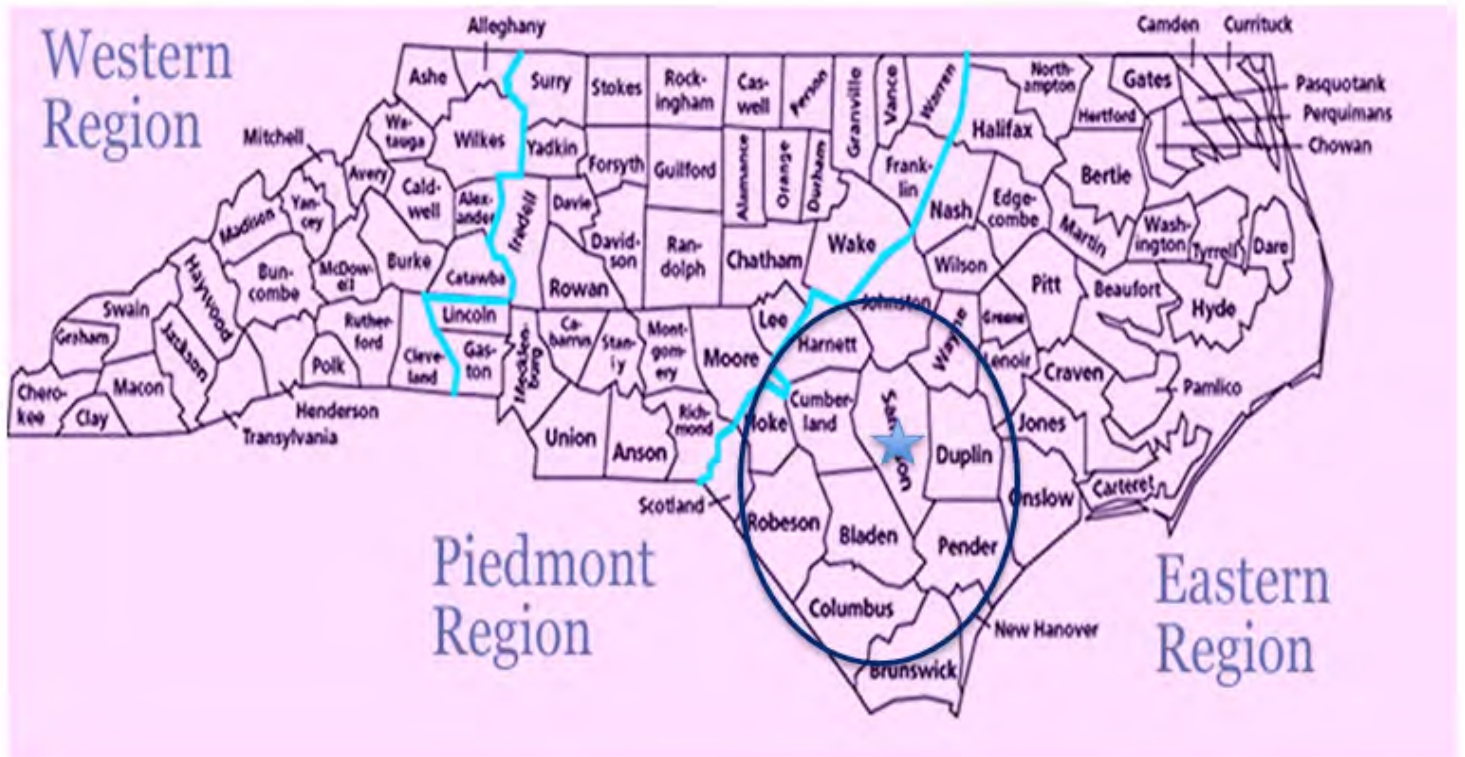 Western
Region
Alleghany
Camden
Currituck
Ashe
Surry
Stokes
Rock-
ingham
Cas-
well
Person
Granville
Vance
Warren
North-
ampton
Gates
Pasquotank
Perquimans
Chowan
Hertford
Halifax
Mitchell
Wa-
tauga
Wilkes
Yadkin
Forsyth
Guilford
Alamance
Orange
Durham
Frank-
lin
Nash
Edge-
combe
Bertie
Avery
Cald-
well
Alex-
ander
Iredell
Davie
Madison
Yan-
cey
David-
son
Ran-
dolph
Chatham
Wake
Wilson
Martin
Wash-
ington
Tyrrell
Dare
Haywood
Bun-
combe
McDow-
ell
Burke
Catawba
Rowan
Pitt
Beaufort
Hyde
Swain
Graham
Jackson
Ruther-
ford
Lincoln
Lee
Johnston
Wayne
Greene
Chero-
kee
Macon
Clay
Polk
Cleve-
land
Gas-
ton
Mecklen-
burg
Ca-
barrus
Stan-
ly
Mont-
gom-
ery
Moore
Harnett
Lenoir
Craven
Pamlico
Henderson
Transylvania
Union
Anson
Rich-
mond
Hoke
Cumber-
land
Duplin
Jones
Onslow
Carteret
Scotland
Robeson
Bladen
Pender
Columbus
New Hanover
Brunswick
Piedmont
Region
Eastern
Region